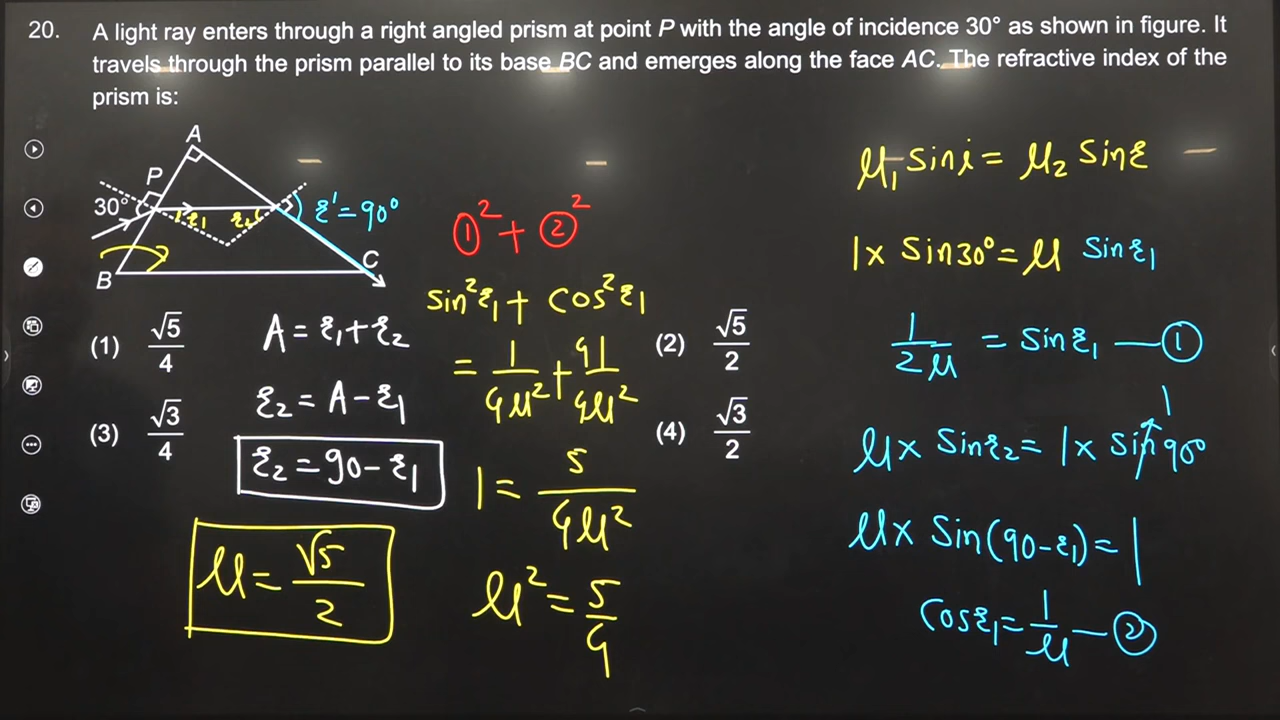 20. A light ray enters through a right angled prism at point P with the angle of incidence 30° as shown in figure. It
travels through the prism parallel to its base BC and emerges along the face AC. The refractive index of the
prism is:
A
P
30°
r₁
r₂
r' = 90°
B
C
(1) √5/4
(2) √5/2
(3) √3/4
(4) √3/2
A = r₁ + r₂
r₂ = A - r₁
r₂ = 90 - r₁
μ = √5/2
①² + ②²
sin²r₁ + cos²r₁
= 1/4μ² + 4/4μ²
1 = 5/4μ²
μ² = 5/4
μ₁ sin i = μ₂ sin r
1 × sin30° = μ sin r₁
1/2μ = sin r₁ — ①
μ × sin r₂ = 1 × sin 90° 1
μ × sin(90 - r₁) = 1
cos r₁ = 1/μ — ②